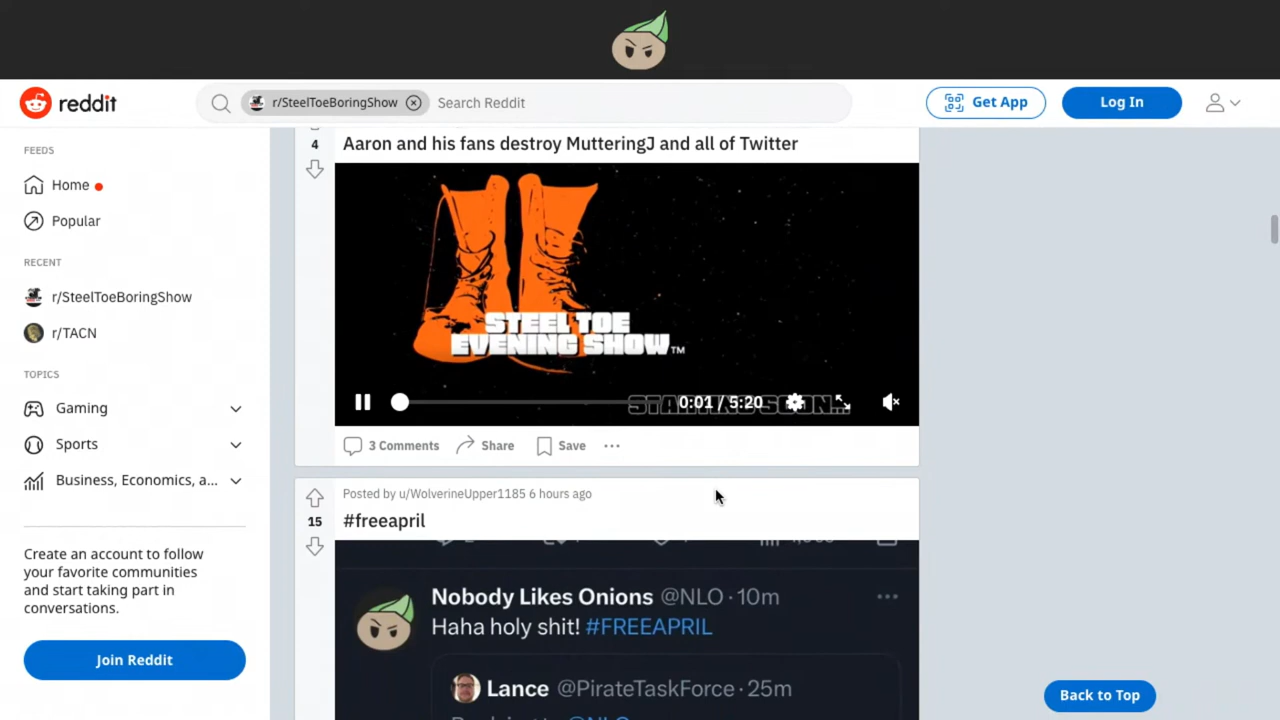 reddit
r/SteelToeBoringShow
Search Reddit
Get App
Log In
FEEDS
Home
Popular
RECENT
r/SteelToeBoringShow
r/TACN
TOPICS
Gaming
Sports
Business, Economics, a...
Create an account to follow
your favorite communities
and start taking part in
conversations.
Join Reddit
4
Aaron and his fans destroy MutteringJ and all of Twitter
STEEL TOE
EVENING SHOW™
STARTING SOON...
0:01 / 5:20
3 Comments
Share
Save
Posted by u/WolverineUpper1185 6 hours ago
15
#freeapril
Nobody Likes Onions @NLO · 10m
Haha holy shit! #FREEAPRIL
Lance @PirateTaskForce · 25m
Back to Top